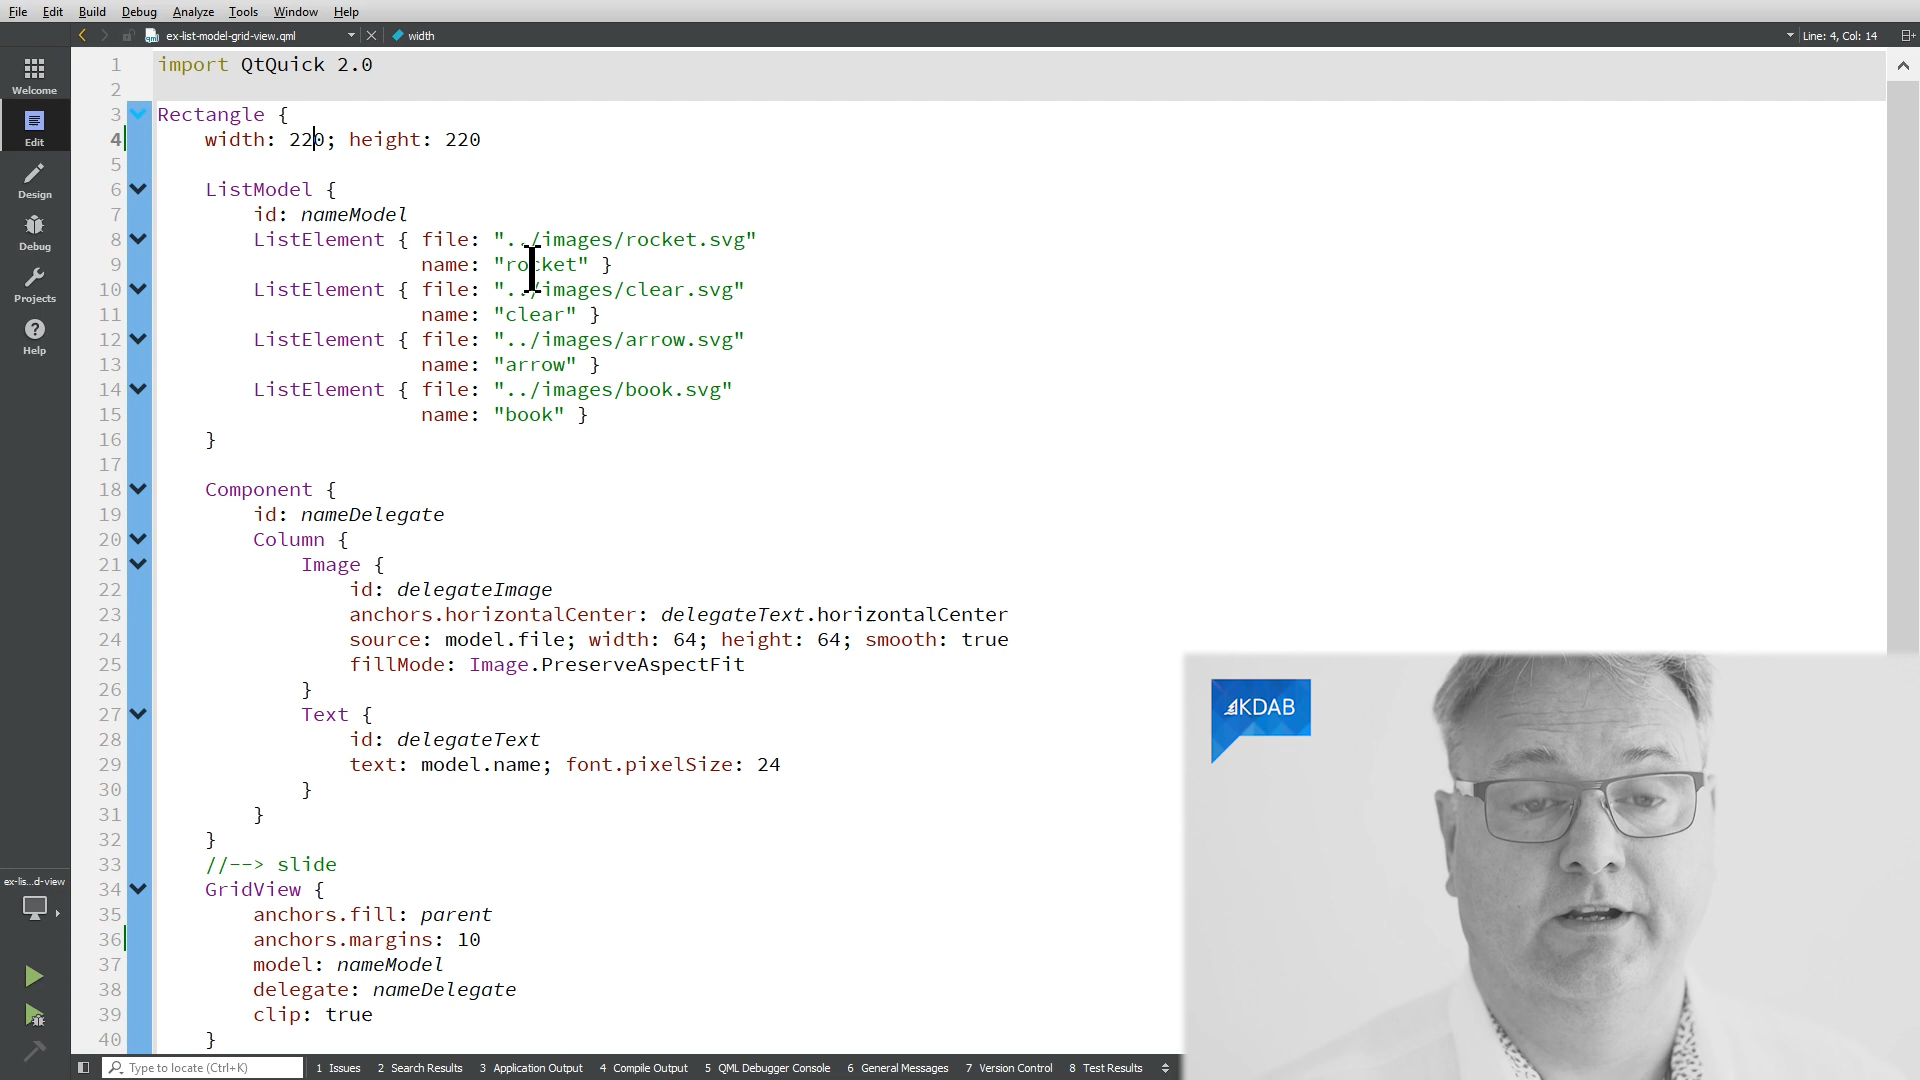 File Edit Build Debug Analyze Tools Window Help
ex-list-model-grid-view.qml width Line: 4, Col: 14
Welcome
Edit
Design
Debug
Projects
Help
ex-lis...d-view
1 import QtQuick 2.0
2
3 Rectangle {
4 width: 220; height: 220
5
6 ListModel {
7 id: nameModel
8 ListElement { file: "../images/rocket.svg"
9 name: "rocket" }
10 ListElement { file: "../images/clear.svg"
11 name: "clear" }
12 ListElement { file: "../images/arrow.svg"
13 name: "arrow" }
14 ListElement { file: "../images/book.svg"
15 name: "book" }
16 }
17
18 Component {
19 id: nameDelegate
20 Column {
21 Image {
22 id: delegateImage
23 anchors.horizontalCenter: delegateText.horizontalCenter
24 source: model.file; width: 64; height: 64; smooth: true
25 fillMode: Image.PreserveAspectFit
26 }
27 Text {
28 id: delegateText
29 text: model.name; font.pixelSize: 24
30 }
31 }
32 }
33 //--> slide
34 GridView {
35 anchors.fill: parent
36 anchors.margins: 10
37 model: nameModel
38 delegate: nameDelegate
39 clip: true
40 }
KDAB
Type to locate (Ctrl+K) 1 Issues 2 Search Results 3 Application Output 4 Compile Output 5 QML Debugger Console 6 General Messages 7 Version Control 8 Test Results